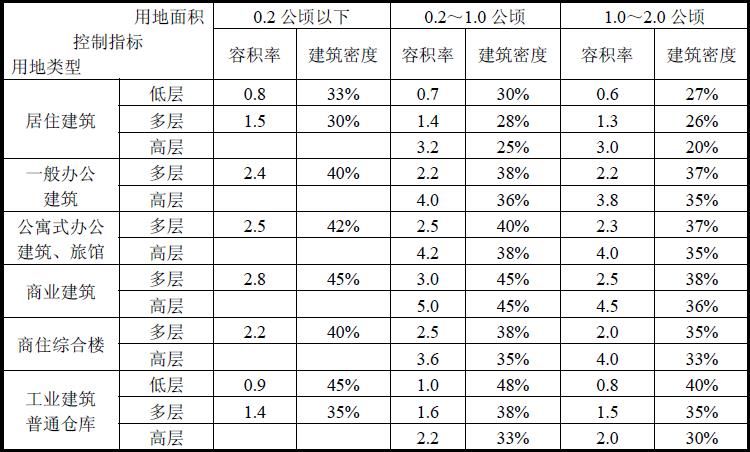 用地面积 0.2 公顷以下 0.2～1.0 公顷 1.0～2.0 公顷
控制指标
用地类型 容积率 建筑密度 容积率 建筑密度 容积率 建筑密度
居住建筑 低层 0.8 33% 0.7 30% 0.6 27%
多层 1.5 30% 1.4 28% 1.3 26%
高层 3.2 25% 3.0 20%
一般办公
建筑 多层 2.4 40% 2.2 38% 2.2 37%
高层 4.0 36% 3.8 35%
公寓式办公
建筑、旅馆 多层 2.5 42% 2.5 40% 2.3 37%
高层 4.2 38% 4.0 35%
商业建筑 多层 2.8 45% 3.0 45% 2.5 38%
高层 5.0 45% 4.5 36%
商住综合楼 多层 2.2 40% 2.5 38% 2.0 35%
高层 3.6 35% 4.0 33%
工业建筑
普通仓库 低层 0.9 45% 1.0 48% 0.8 40%
多层 1.4 35% 1.6 38% 1.5 35%
高层 2.2 33% 2.0 30%